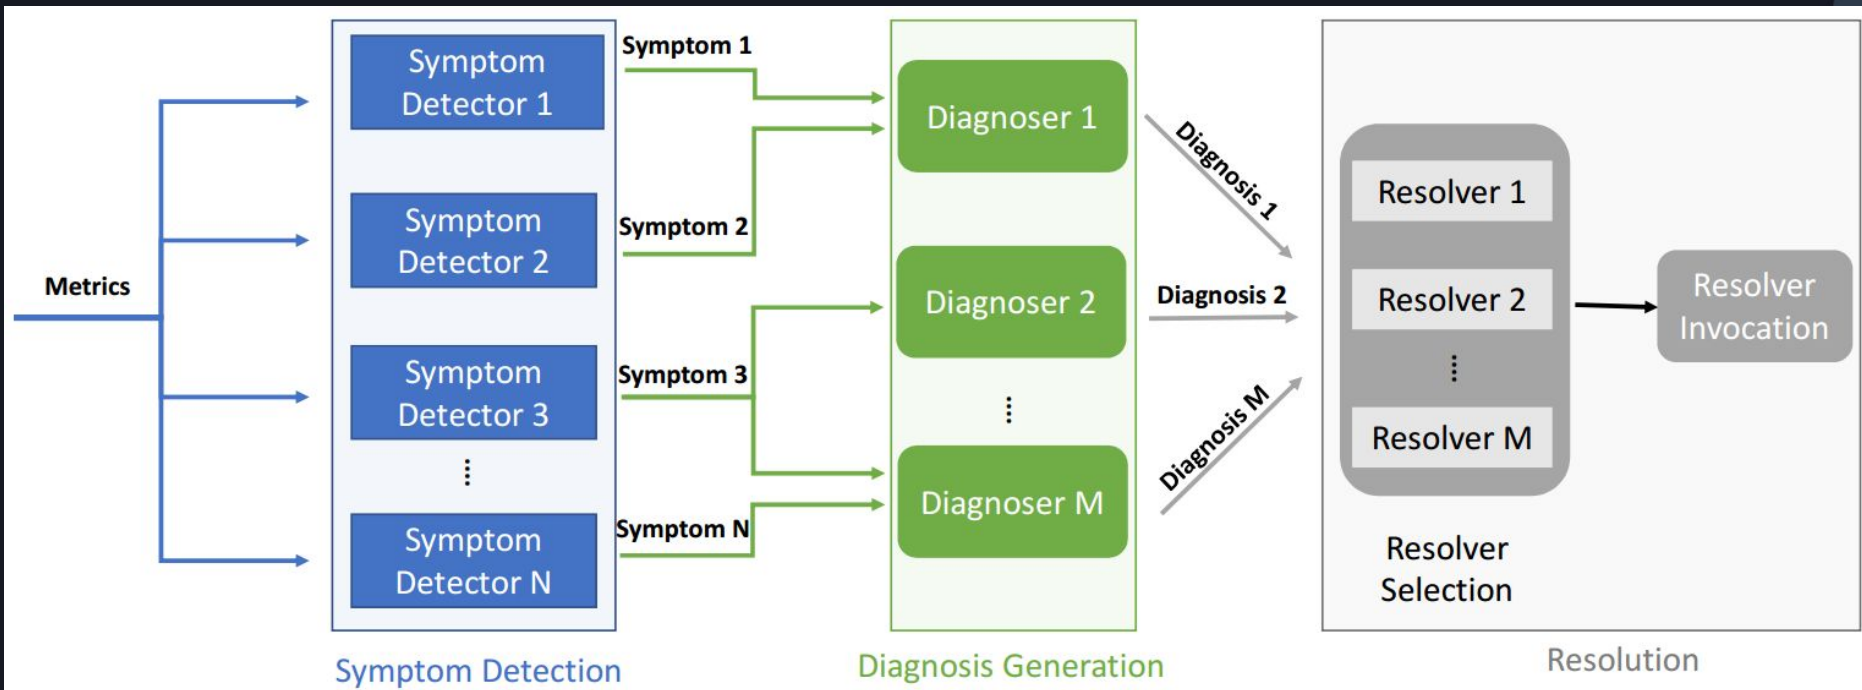 Metrics
Symptom
Detector 1
Symptom
Detector 2
Symptom
Detector 3
Symptom
Detector N
Symptom Detection
Symptom 1
Symptom 2
Symptom 3
Symptom N
Diagnoser 1
Diagnoser 2
Diagnoser M
Diagnosis Generation
Diagnosis 1
Diagnosis 2
Diagnosis M
Resolver 1
Resolver 2
Resolver M
Resolver
Selection
Resolver
Invocation
Resolution